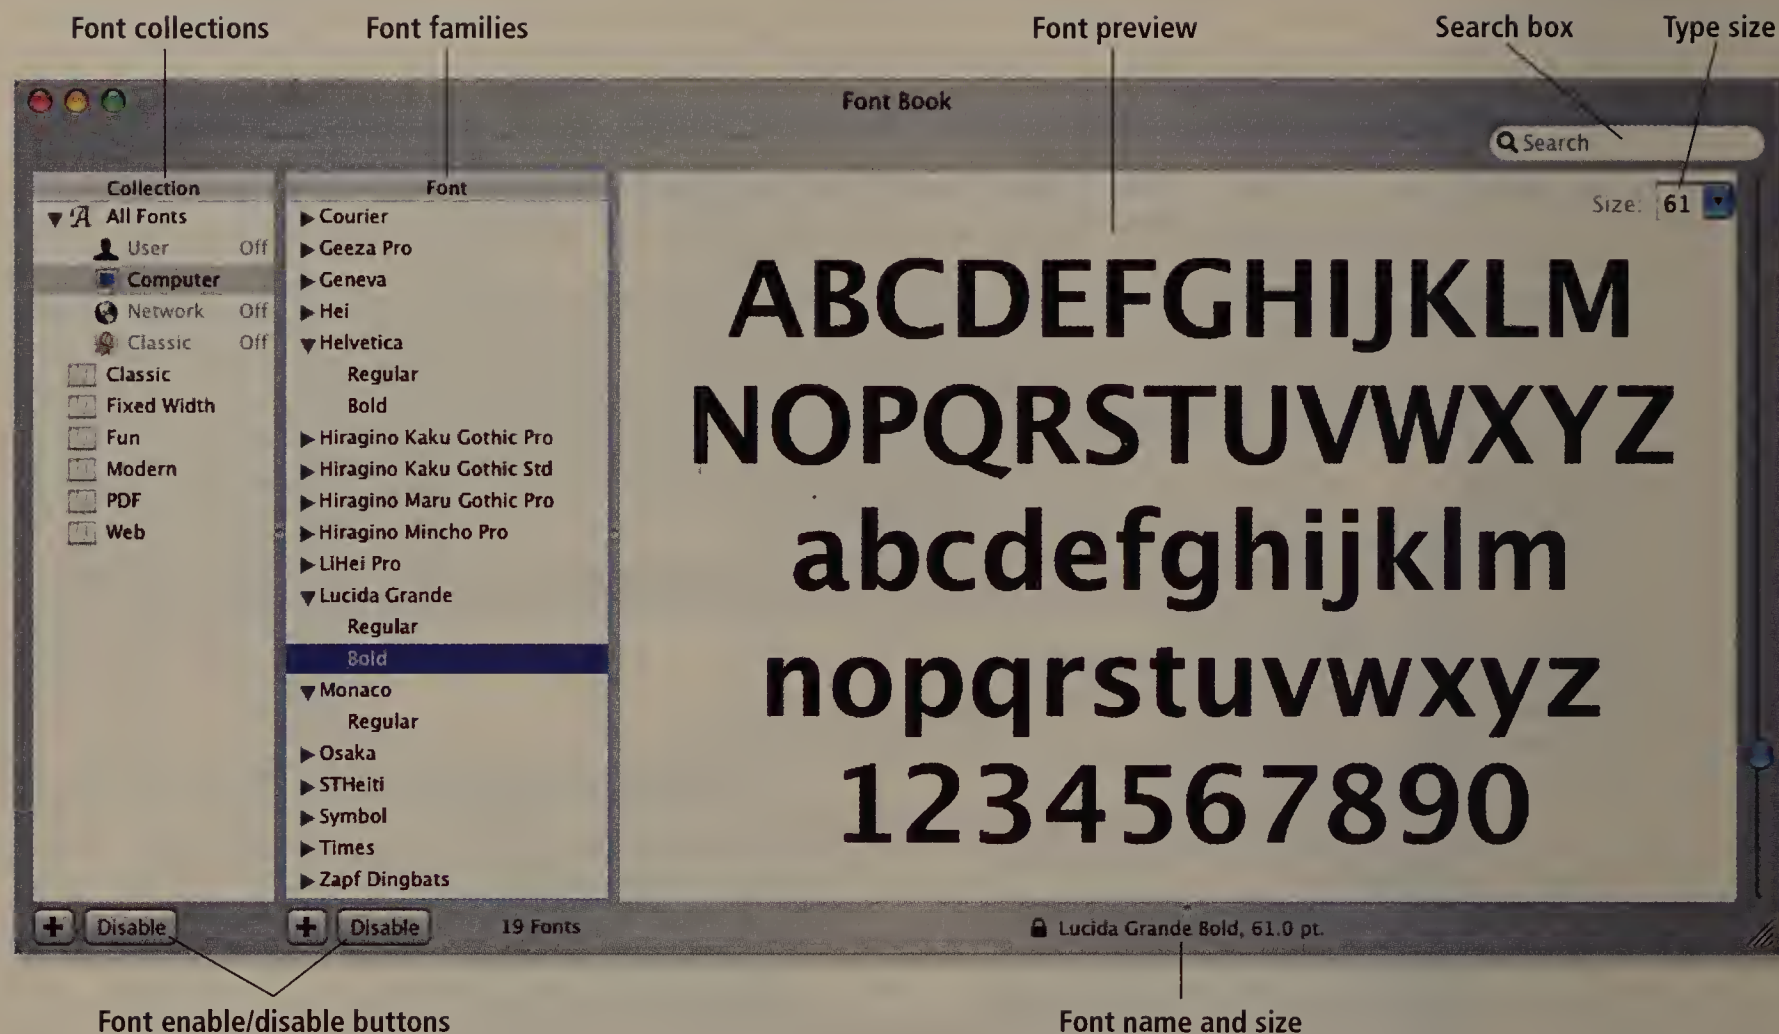 Font collections
Font families
Font preview
Search box
Type size
Font Book
Search
Collection
All Fonts
User Off
Computer
Network Off
Classic Off
Classic
Fixed Width
Fun
Modern
PDF
Web
Font
Courier
Geeza Pro
Geneva
Hei
Helvetica
Regular
Bold
Hiragino Kaku Gothic Pro
Hiragino Kaku Gothic Std
Hiragino Maru Gothic Pro
Hiragino Mincho Pro
LiHei Pro
Lucida Grande
Regular
Bold
Monaco
Regular
Osaka
STHeiti
Symbol
Times
Zapf Dingbats
Size: 61
ABCDEFGHIJKLM
NOPQRSTUVWXYZ
abcdefghijklm
nopqrstuvwxyz
1234567890
+ Disable
+ Disable
19 Fonts
Lucida Grande Bold, 61.0 pt.
Font enable/disable buttons
Font name and size